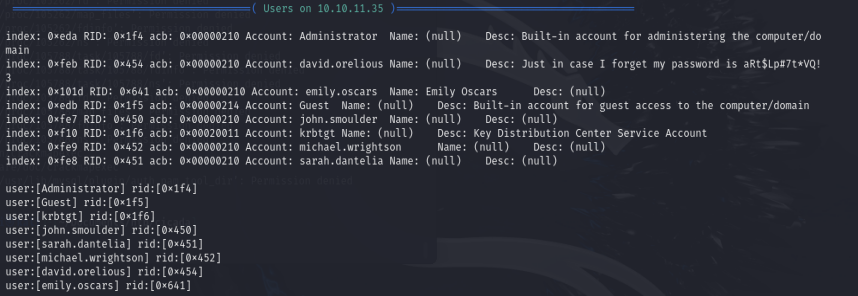 ( Users on 10.10.11.35 )
index: 0×eda RID: 0×1f4 acb: 0×00000210 Account: Administrator Name: (null) Desc: Built-in account for administering the computer/do
main
index: 0×feb RID: 0×454 acb: 0×00000210 Account: david.orelious Name: (null) Desc: Just in case I forget my password is aRt$Lp#7t*VQ!
3
index: 0×101d RID: 0×641 acb: 0×00000210 Account: emily.oscars Name: Emily Oscars Desc: (null)
index: 0×edb RID: 0×1f5 acb: 0×00000214 Account: Guest Name: (null) Desc: Built-in account for guest access to the computer/domain
index: 0×fe7 RID: 0×450 acb: 0×00000210 Account: john.smoulder Name: (null) Desc: (null)
index: 0×f10 RID: 0×1f6 acb: 0×00020011 Account: krbtgt Name: (null) Desc: Key Distribution Center Service Account
index: 0×fe9 RID: 0×452 acb: 0×00000210 Account: michael.wrightson Name: (null) Desc: (null)
index: 0×fe8 RID: 0×451 acb: 0×00000210 Account: sarah.dantelia Name: (null) Desc: (null)
user:[Administrator] rid:[0×1f4]
user:[Guest] rid:[0×1f5]
user:[krbtgt] rid:[0×1f6]
user:[john.smoulder] rid:[0×450]
user:[sarah.dantelia] rid:[0×451]
user:[michael.wrightson] rid:[0×452]
user:[david.orelious] rid:[0×454]
user:[emily.oscars] rid:[0×641]